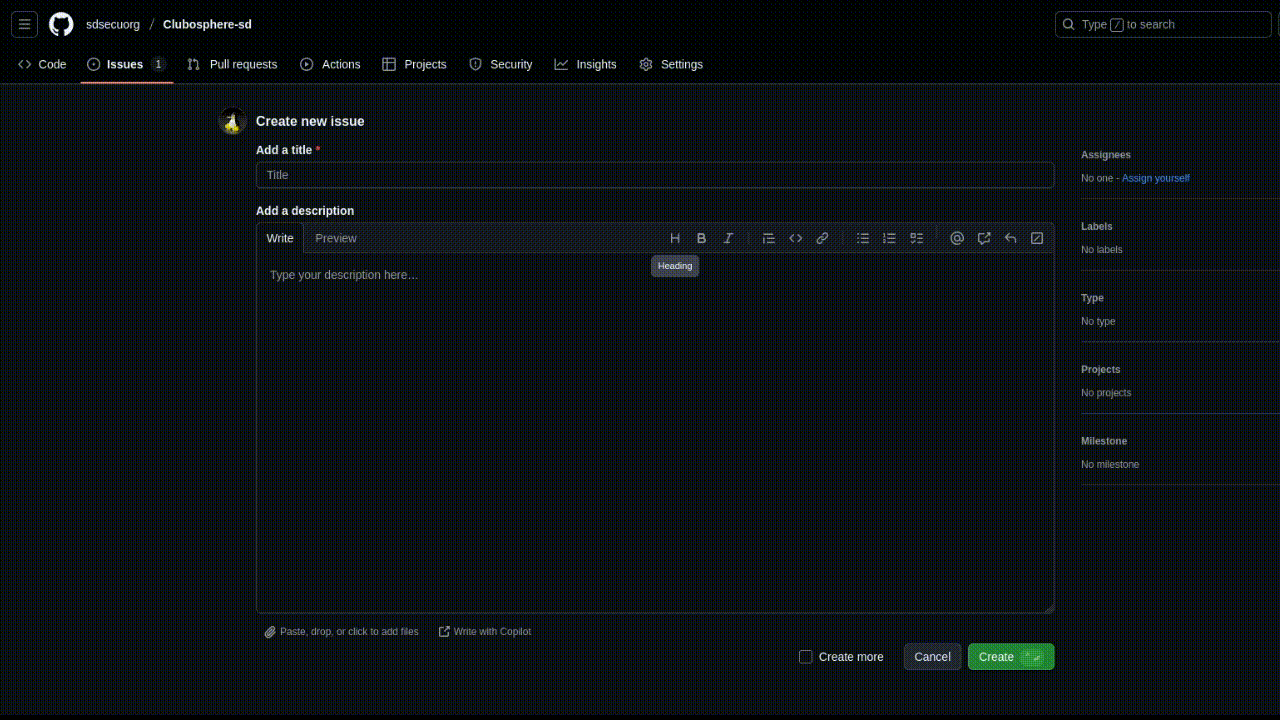 sdsecuorg / Clubosphere-sd
Type / to search
Code
Issues 1
Pull requests
Actions
Projects
Security
Insights
Settings
Create new issue
Add a title *
Title
Add a description
Write
Preview
Heading
Type your description here…
Paste, drop, or click to add files
Write with Copilot
Create more
Cancel
Create
Assignees
No one - Assign yourself
Labels
No labels
Type
No type
Projects
No projects
Milestone
No milestone